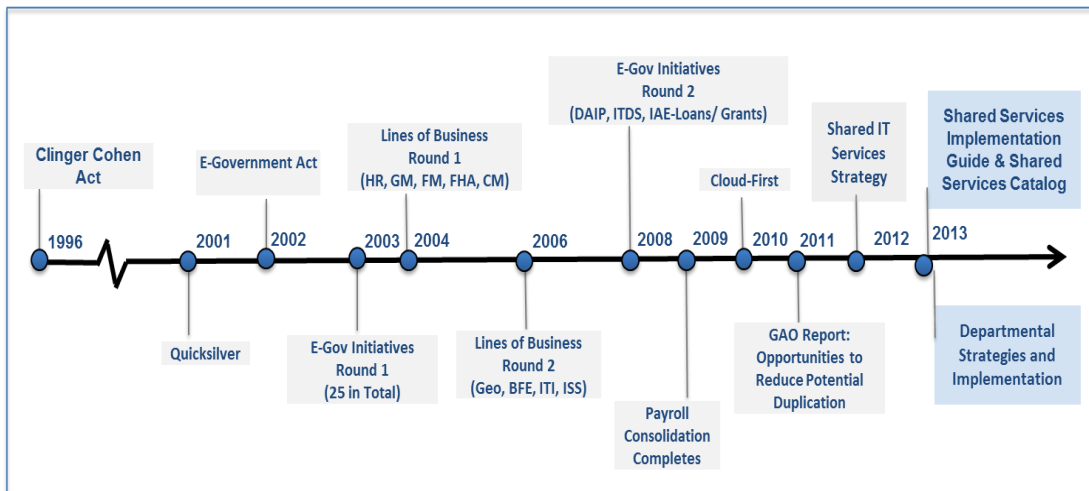 E-Gov Initiatives
Round 2
(DAIP, ITDS, IAE-Loans/ Grants)
Shared Services
Implementation
Guide & Shared
Services Catalog
Lines of Business
Round 1
(HR, GM, FM, FHA, CM)
Shared IT
Services
Strategy
Clinger Cohen
Act
E-Government Act
Cloud-First
1996
2001
2002
2003
2004
2006
2008
2009
2010
2011
2012
2013
Quicksilver
E-Gov Initiatives
Round 1
(25 in Total)
Lines of Business
Round 2
(Geo, BFE, ITI, ISS)
Payroll
Consolidation
Completes
GAO Report:
Opportunities to
Reduce Potential
Duplication
Departmental
Strategies and
Implementation